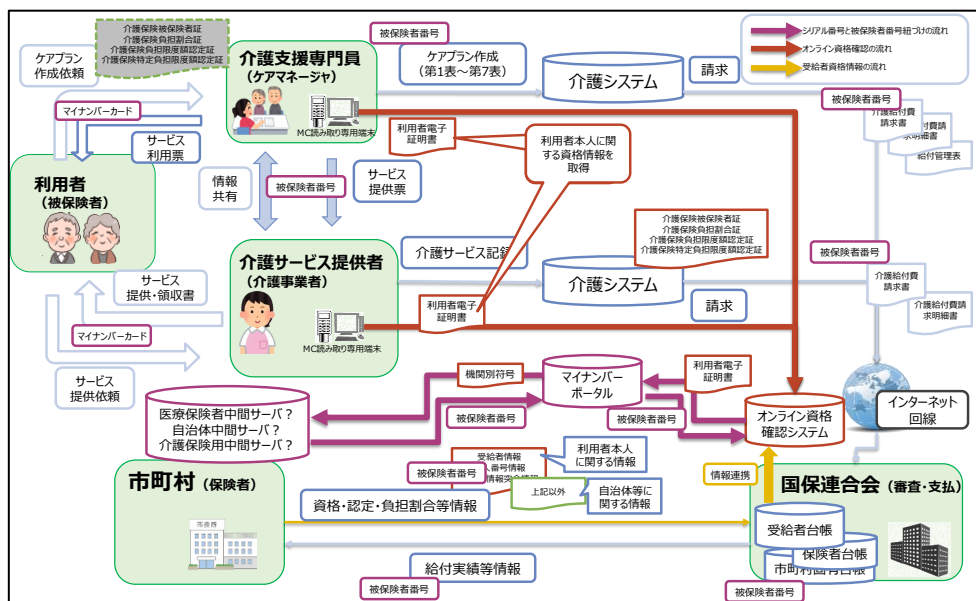 介護保険被保険者証
介護保険負担割合証
介護保険負担限度額認定証
介護保険特定負担限度額認定証
ケアプラン
作成依頼
マイナンバーカード
サービス
利用票
利用者
(被保険者)
サービス
提供・領収書
マイナンバーカード
サービス
提供依頼
介護支援専門員
(ケアマネージャ)
MC読み取り専用端末
被保険者番号
ケアプラン作成
(第1表～第7表)
介護システム
請求
シリアル番号と被保険者番号紐づけの流れ
オンライン資格確認の流れ
受給者資格情報の流れ
被保険者番号
介護給付費
請求書
介護給付費請
求明細書
給付管理表
利用者電子
証明書
利用者本人に関
する資格情報を
取得
情報
共有
被保険者番号
サービス
提供票
介護サービス提供者
(介護事業者)
MC読み取り専用端末
介護サービス記録
介護システム
介護保険被保険者証
介護保険負担割合証
介護保険負担限度額認定証
介護保険特定負担限度額認定証
請求
被保険者番号
介護給付費
請求書
介護給付費請
求明細書
利用者電子
証明書
機関別符号
マイナンバー
ポータル
利用者電子
証明書
被保険者番号
被保険者番号
オンライン資格
確認システム
インターネット
回線
医療保険者中間サーバ？
自治体中間サーバ？
介護保険用中間サーバ？
市町村(保険者)
市役所
受給者情報
番号情報
被保険者番号
上記以外
利用者本人
に関する情報
自治体等に
関する情報
資格・認定・負担割合等情報
給付実績等情報
被保険者番号
情報連携
国保連合会(審査・支払)
受給者台帳
保険者台帳
市町村固有台帳
被保険者番号